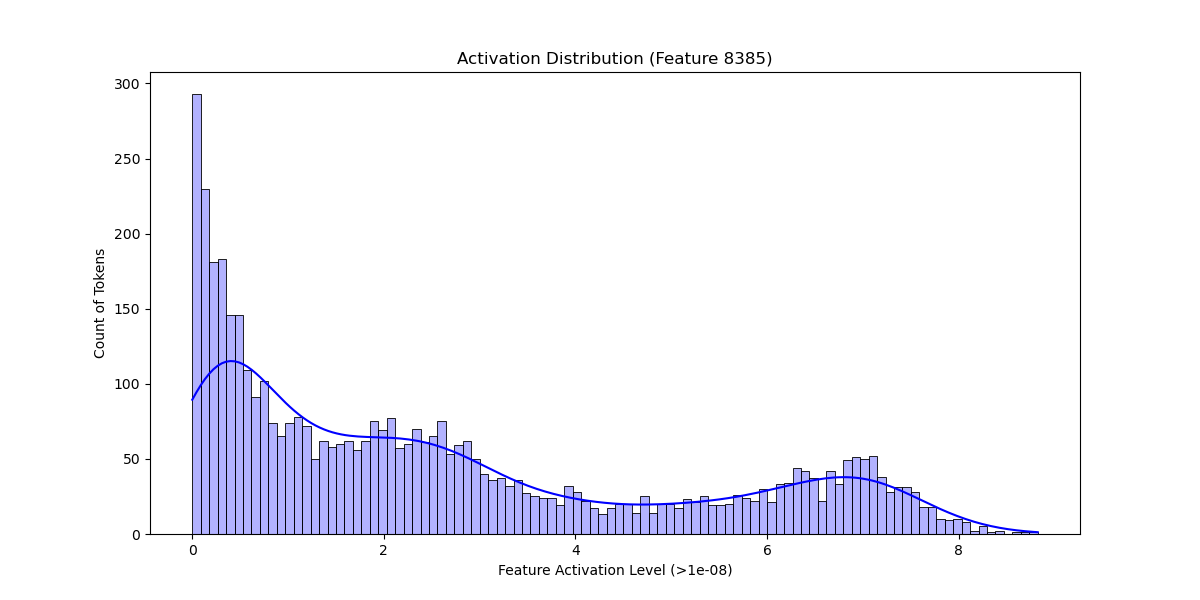 Activation Distribution (Feature 8385)
300
250
200
150
100
50
0
Count of Tokens
0 2 4 6 8
Feature Activation Level (>1e-08)